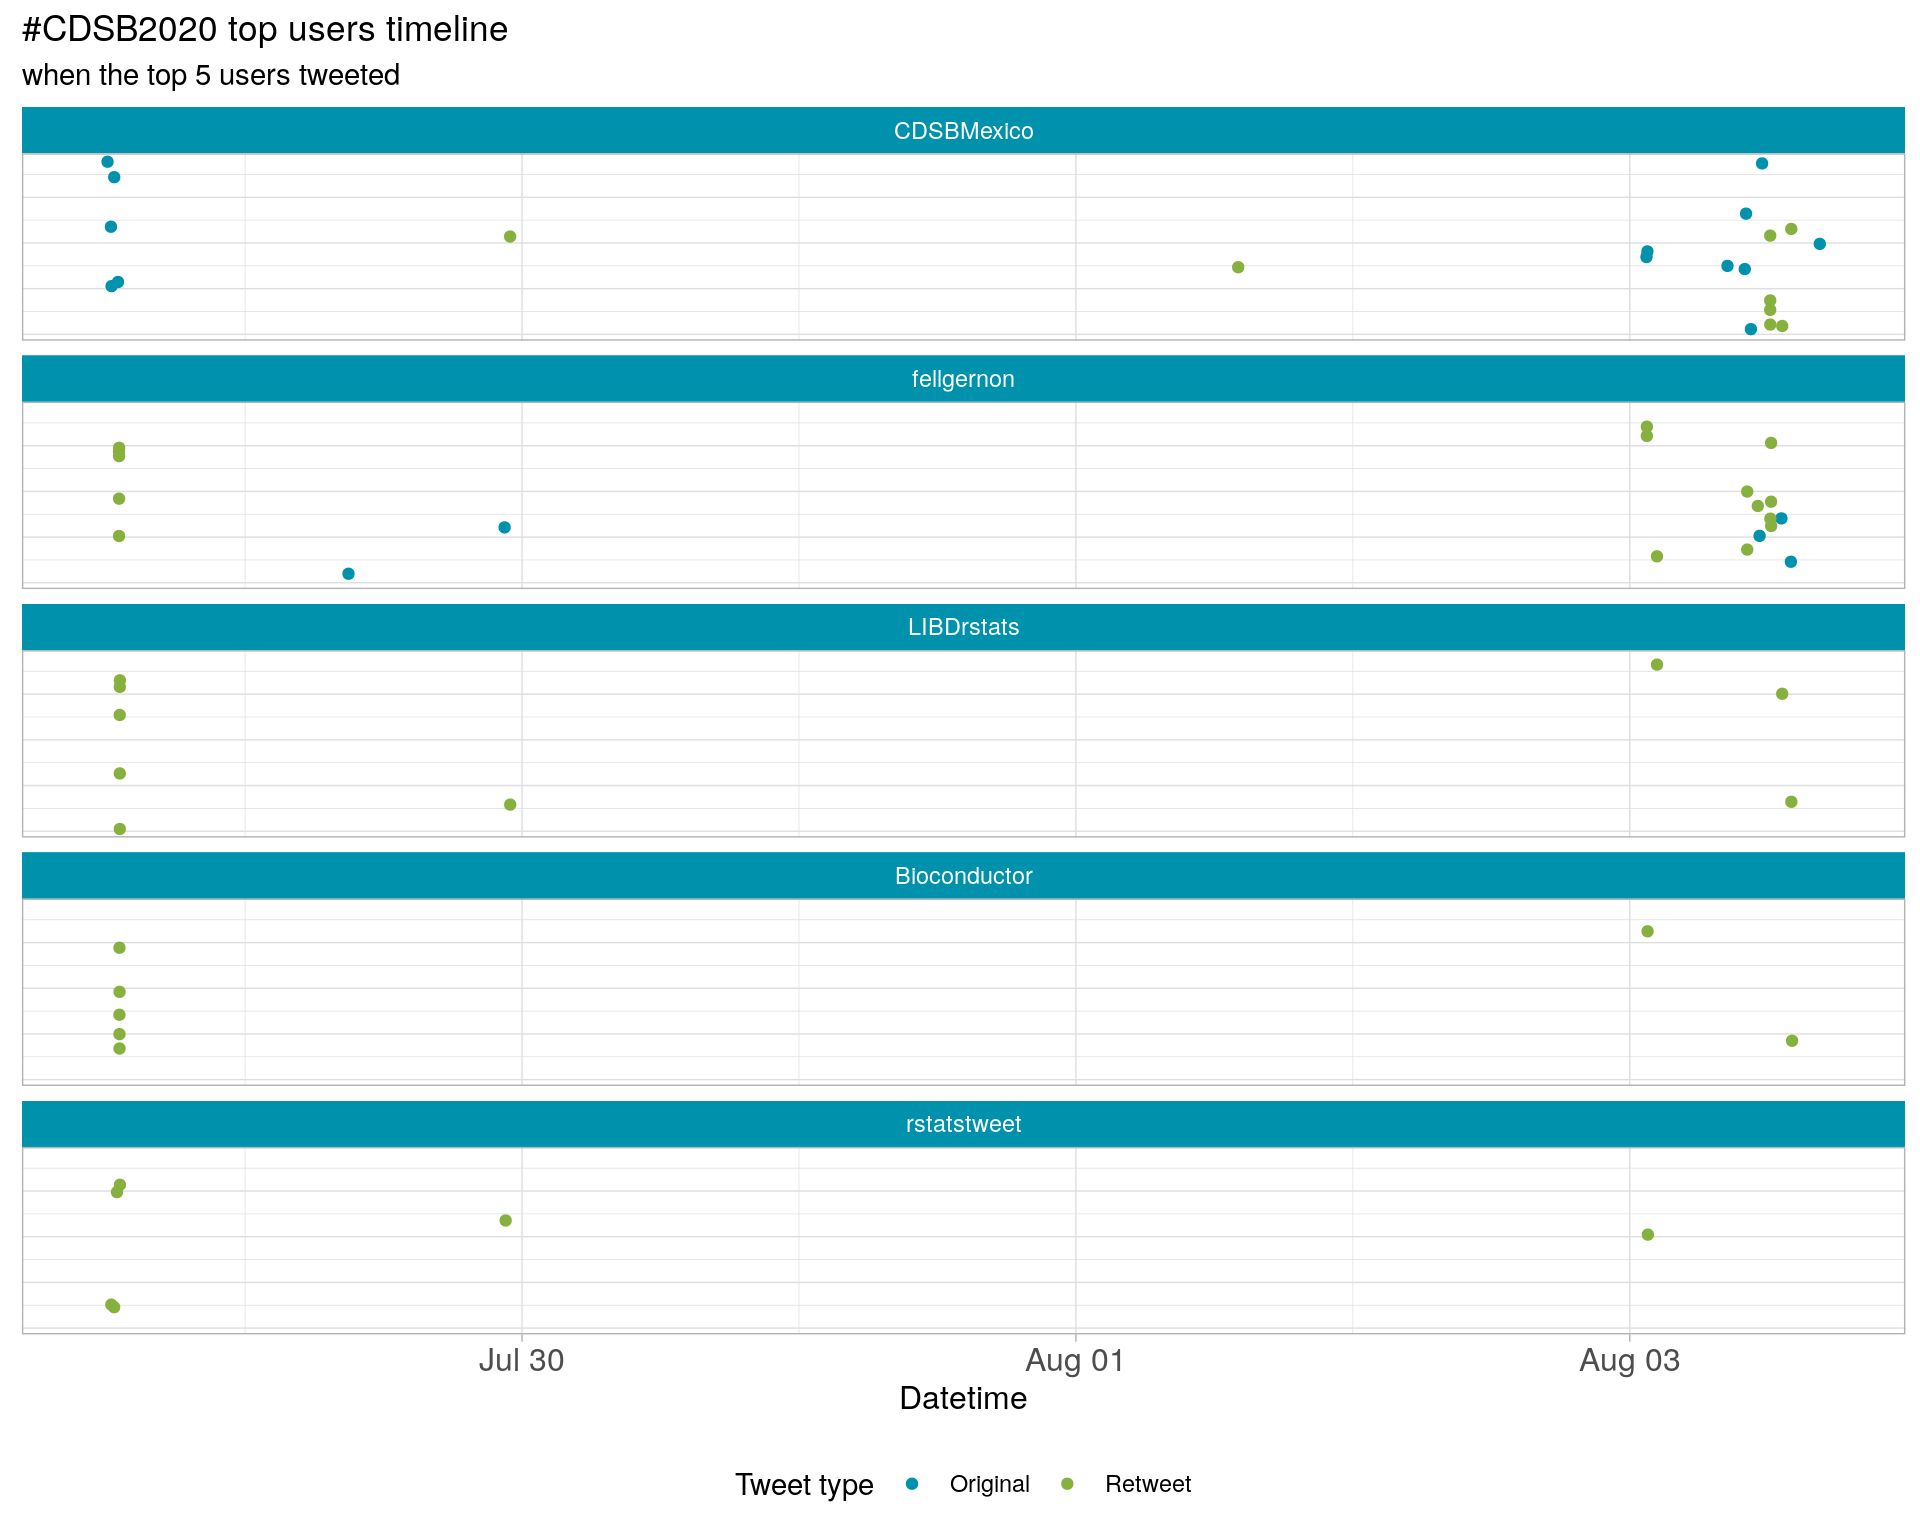 #CDSB2020 top users timeline
when the top 5 users tweeted
CDSBMexico
fellgernon
LIBDrstats
Bioconductor
rstatstweet
Jul 30 Aug 01 Aug 03
Datetime
Tweet type Original Retweet